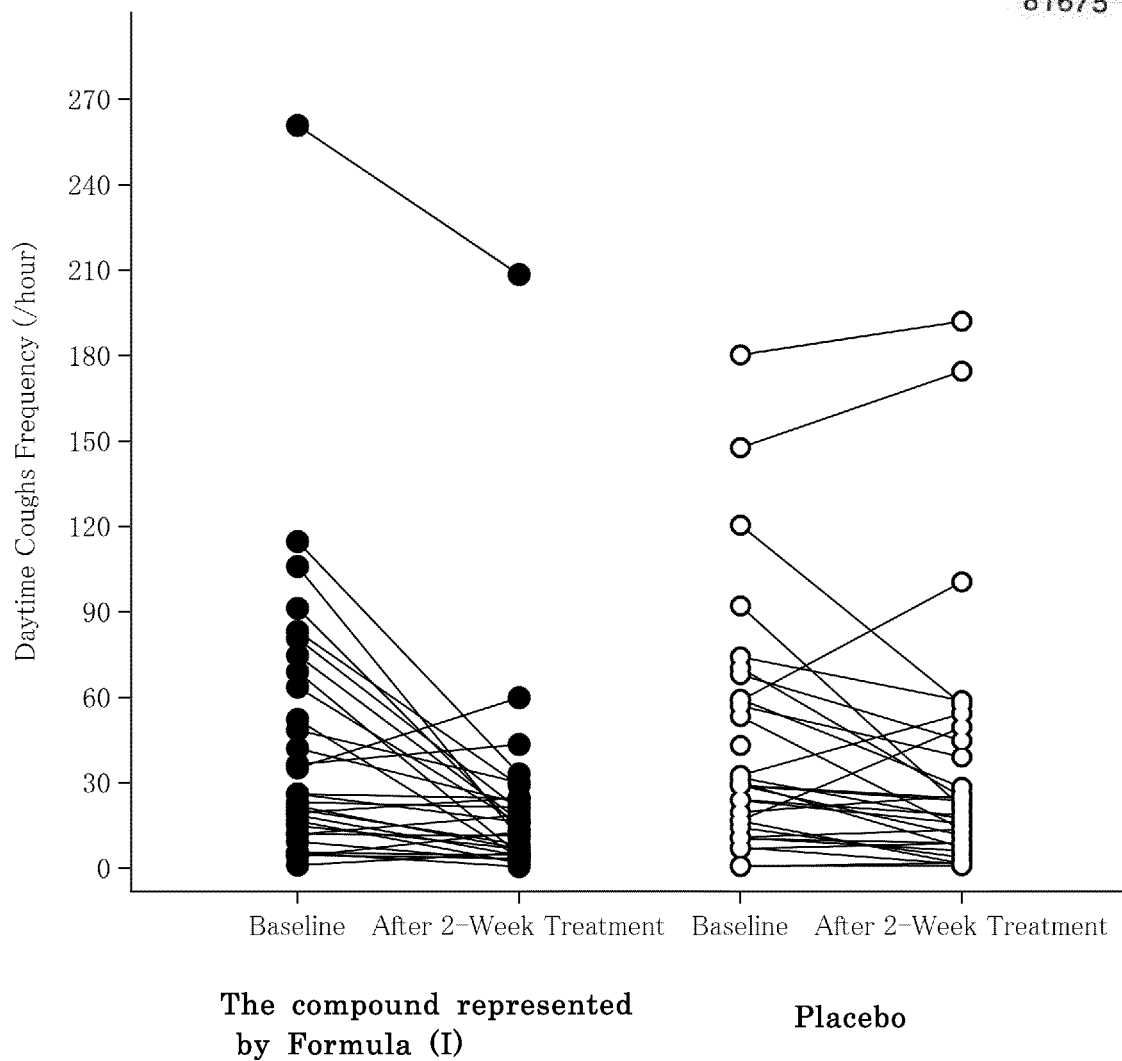 270
240
210
180
150
120
90
60
30
0
Daytime Coughs Frequency (/hour)
Baseline After 2-Week Treatment Baseline After 2-Week Treatment
The compound represented
by Formula (I)
Placebo